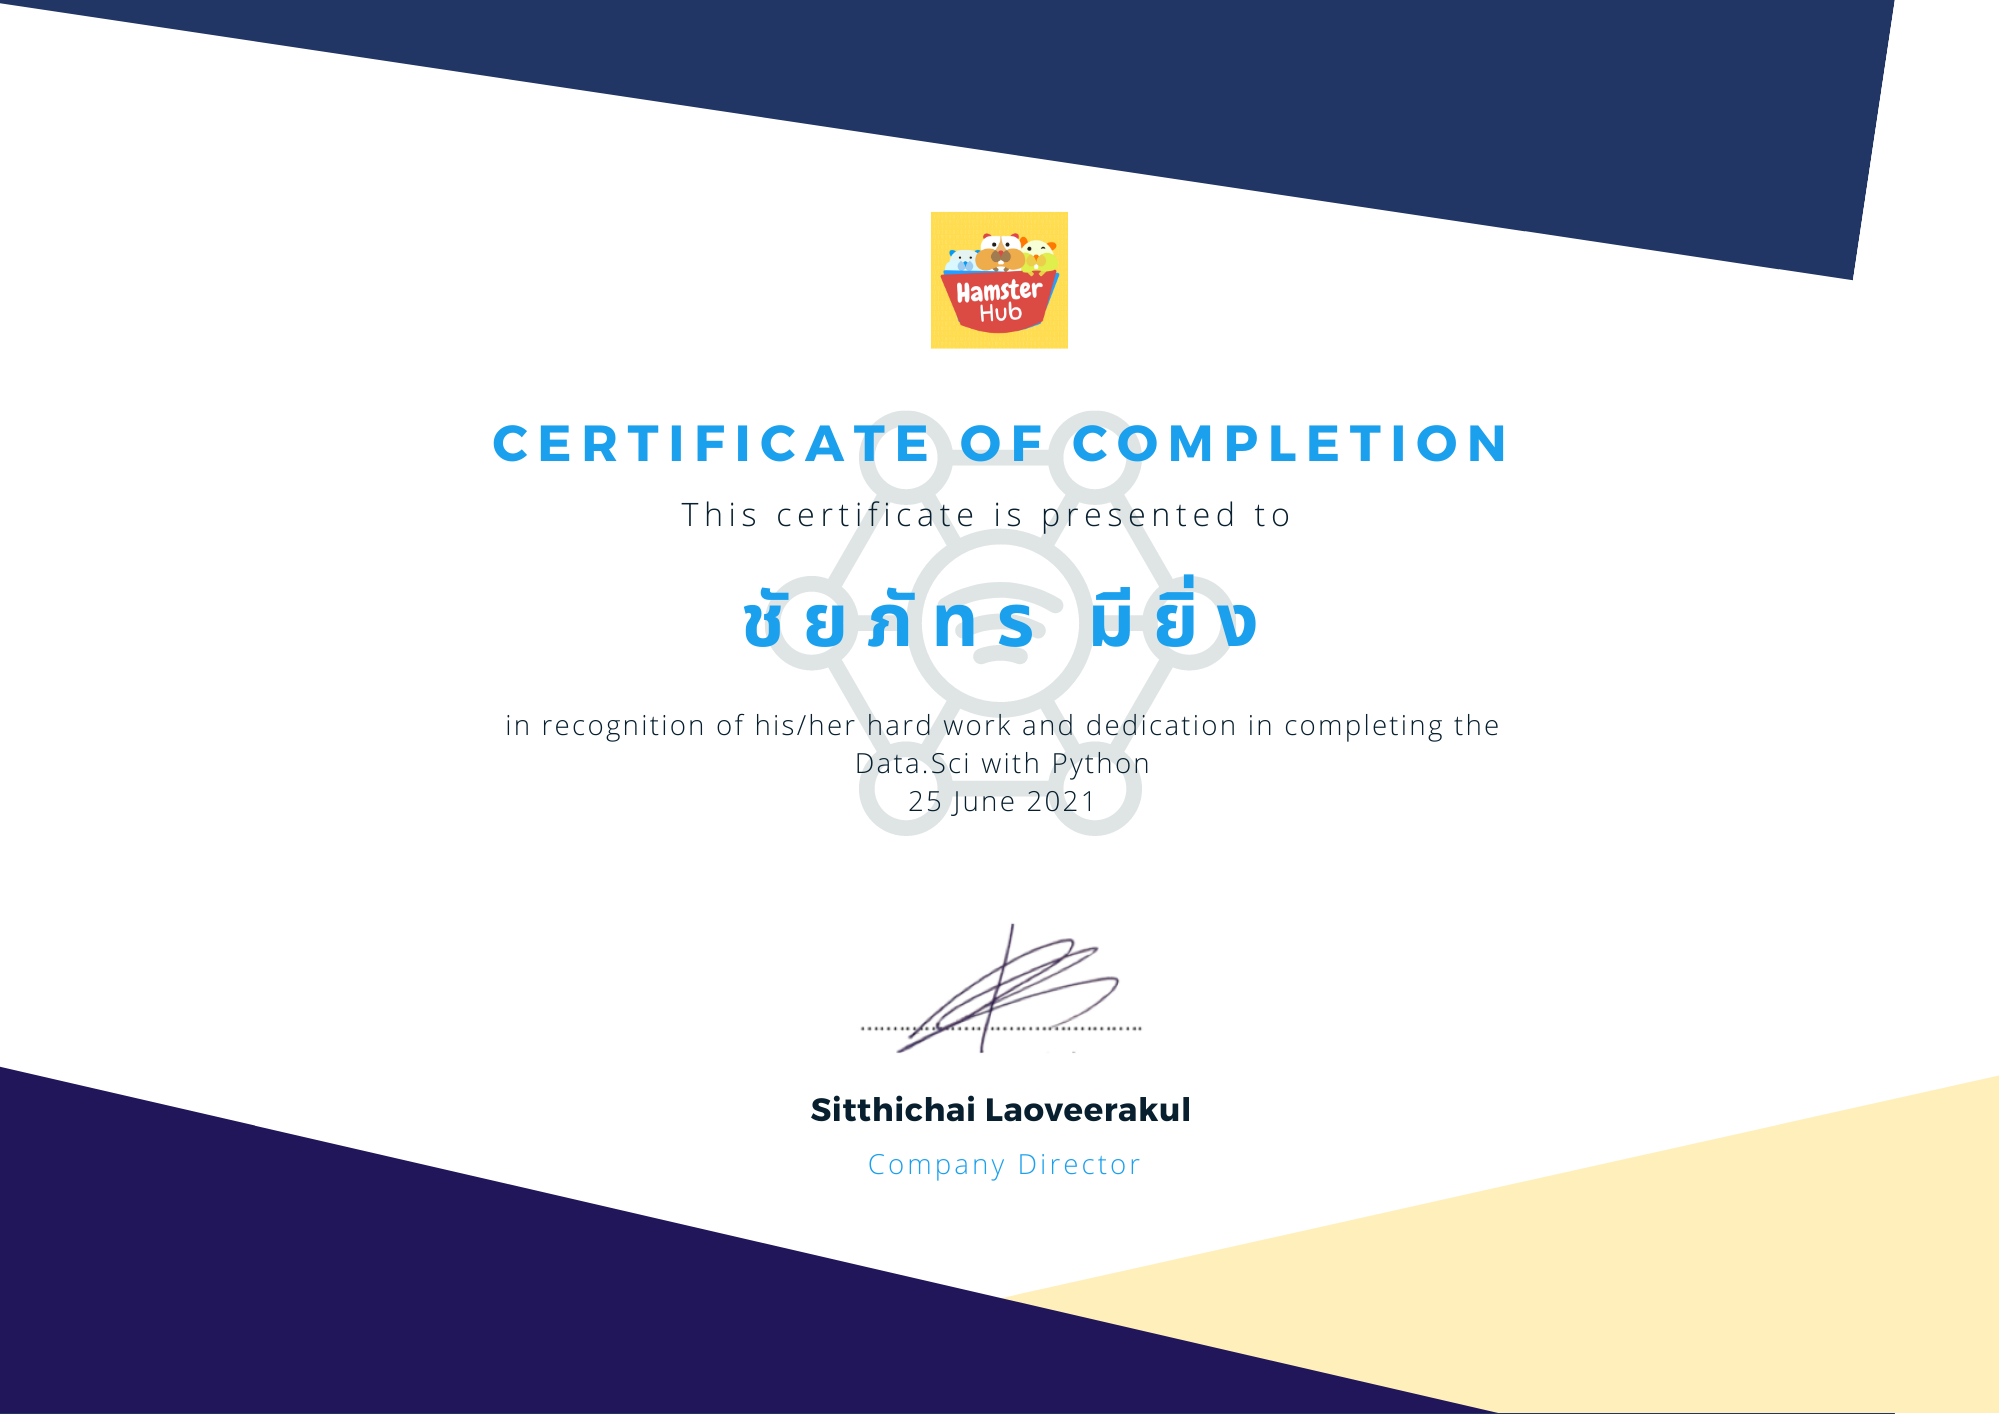 Hamster
Hub
CERTIFICATE OF COMPLETION
This certificate is presented to
ชัยภัทร มียิ่ง
in recognition of his/her hard work and dedication in completing the
Data.Sci with Python
25 June 2021
Sitthichai Laoveerakul
Company Director